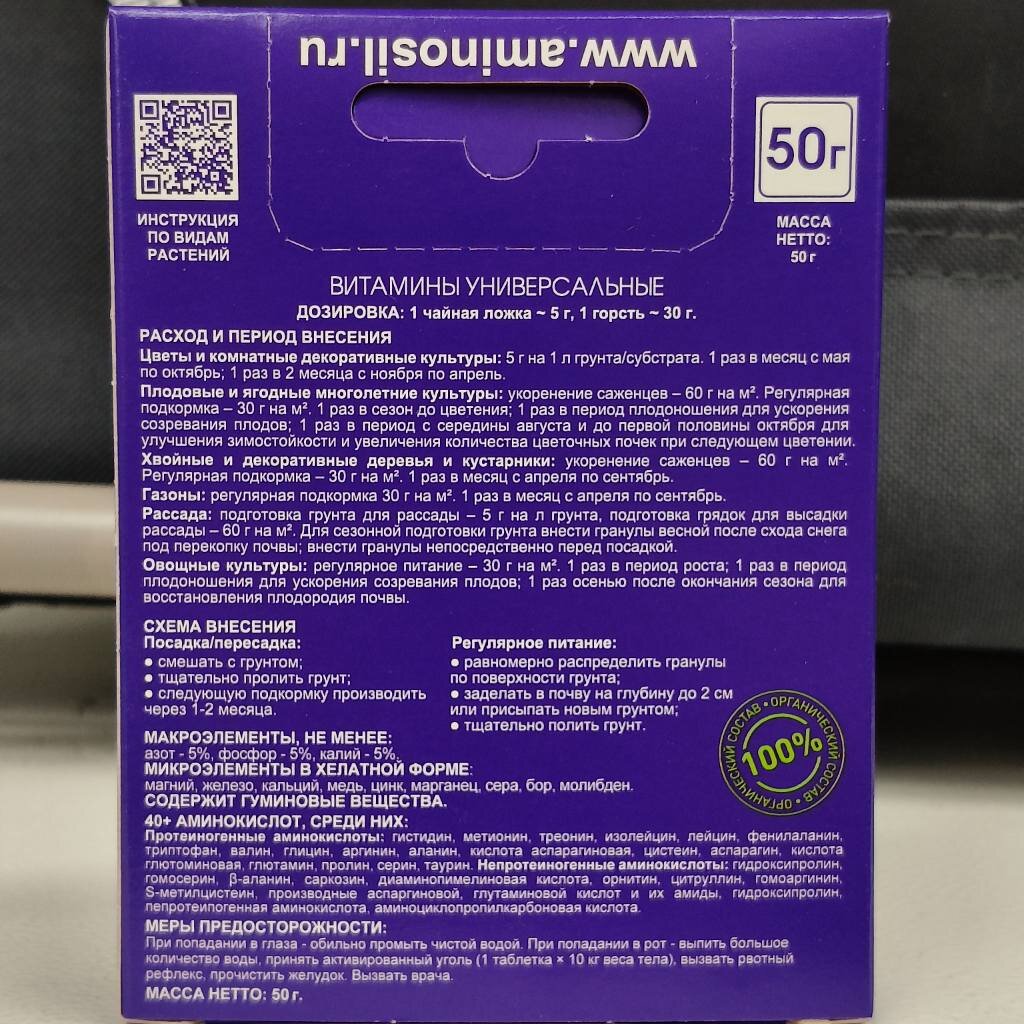 www.aminosil.ru
ИНСТРУКЦИЯ
ПО ВИДАМ
РАСТЕНИЙ
50г
МАССА
НЕТТО:
50 г
ВИТАМИНЫ УНИВЕРСАЛЬНЫЕ
ДОЗИРОВКА: 1 чайная ложка ~ 5 г, 1 горсть ~ 30 г.
РАСХОД И ПЕРИОД ВНЕСЕНИЯ
Цветы и комнатные декоративные культуры: 5 г на 1 л грунта/субстрата. 1 раз в месяц с мая
по октябрь; 1 раз в 2 месяца с ноября по апрель.
Плодовые и ягодные многолетние культуры: укоренение саженцев – 60 г на м². Регулярная
подкормка – 30 г на м². 1 раз в сезон до цветения; 1 раз в период плодоношения для ускорения
созревания плодов; 1 раз в период с середины августа и до первой половины октября для
улучшения зимостойкости и увеличения количества цветочных почек при следующем цветении.
Хвойные и декоративные деревья и кустарники: укоренение саженцев – 60 г на м².
Регулярная подкормка – 30 г на м². 1 раз в месяц с апреля по сентябрь.
Газоны: регулярная подкормка 30 г на м². 1 раз в месяц с апреля по сентябрь.
Рассада: подготовка грунта для рассады – 5 г на л грунта, подготовка грядок для высадки
рассады – 60 г на м². Для сезонной подготовки грунта внести гранулы весной после схода снега
под перекопку почвы; внести гранулы непосредственно перед посадкой.
Овощные культуры: регулярное питание – 30 г на м². 1 раз в период роста; 1 раз в период
плодоношения для ускорения созревания плодов; 1 раз осенью после окончания сезона для
восстановления плодородия почвы.
СХЕМА ВНЕСЕНИЯ
Посадка/пересадка:
● смешать с грунтом;
● тщательно пролить грунт;
● следующую подкормку производить
через 1-2 месяца.
Регулярное питание:
● равномерно распределить гранулы
по поверхности грунта;
● заделать в почву на глубину до 2 см
или присыпать новым грунтом;
● тщательно полить грунт.
МАКРОЭЛЕМЕНТЫ, НЕ МЕНЕЕ:
азот - 5%, фосфор - 5%, калий - 5%.
МИКРОЭЛЕМЕНТЫ В ХЕЛАТНОЙ ФОРМЕ:
магний, железо, кальций, медь, цинк, марганец, сера, бор, молибден.
СОДЕРЖИТ ГУМИНОВЫЕ ВЕЩЕСТВА.
ОРГАНИЧЕСКИЙ СОСТАВ • ОРГАНИЧЕСКИЙ СОСТАВ •
100%
40+ АМИНОКИСЛОТ, СРЕДИ НИХ:
Протеиногенные аминокислоты: гистидин, метионин, треонин, изолейцин, лейцин, фенилаланин,
триптофан, валин, глицин, аргинин, аланин, кислота аспарагиновая, цистеин, аспарагин, кислота
глютоминовая, глютамин, пролин, серин, таурин. Непротеиногенные аминокислоты: гидроксипролин,
гомосерин, β-аланин, саркозин, диаминопимелиновая кислота, орнитин, цитруллин, гомоаргинин,
S-метилцистеин, производные аспаргиновой, глутаминовой кислот и их амиды, гидроксипролин,
непретеипогенная аминокислота, аминоциклопропилкарбоновая кислота.
МЕРЫ ПРЕДОСТОРОЖНОСТИ:
При попадании в глаза - обильно промыть чистой водой. При попадании в рот - выпить большое
количество воды, принять активированный уголь (1 таблетка × 10 кг веса тела), вызвать рвотный
рефлекс, прочистить желудок. Вызвать врача.
МАССА НЕТТО: 50 г.